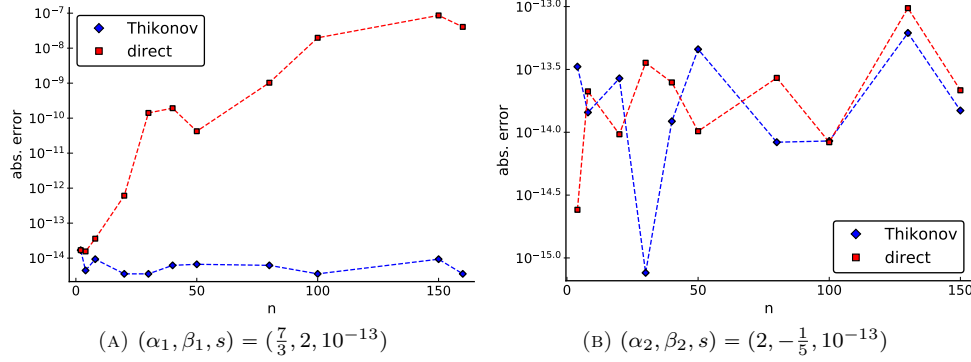 10⁻⁷
10⁻⁸
10⁻⁹
10⁻¹⁰
10⁻¹¹
10⁻¹²
10⁻¹³
10⁻¹⁴
abs. error
Thikonov
direct
0 50 100 150
n
(A) (α₁, β₁, s) = (7/3, 2, 10⁻¹³)
10⁻¹³·⁰
10⁻¹³·⁵
10⁻¹⁴·⁰
10⁻¹⁴·⁵
10⁻¹⁵·⁰
abs. error
Thikonov
direct
0 50 100 150
n
(B) (α₂, β₂, s) = (2, −1/5, 10⁻¹³)